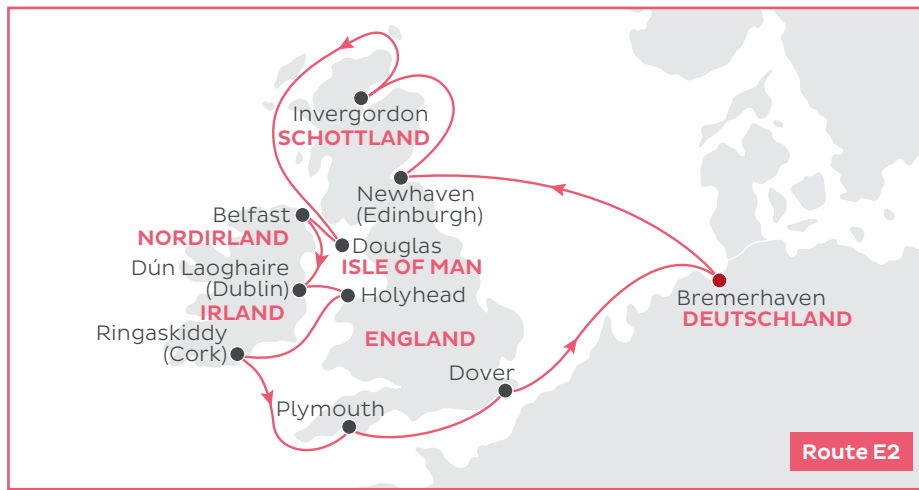 Invergordon
SCHOTTLAND
Newhaven
(Edinburgh)
Belfast
NORDIRLAND
Douglas
ISLE OF MAN
Dún Laoghaire
(Dublin)
IRLAND
Holyhead
Bremerhaven
DEUTSCHLAND
Ringaskiddy
(Cork)
ENGLAND
Dover
Plymouth
Route E2